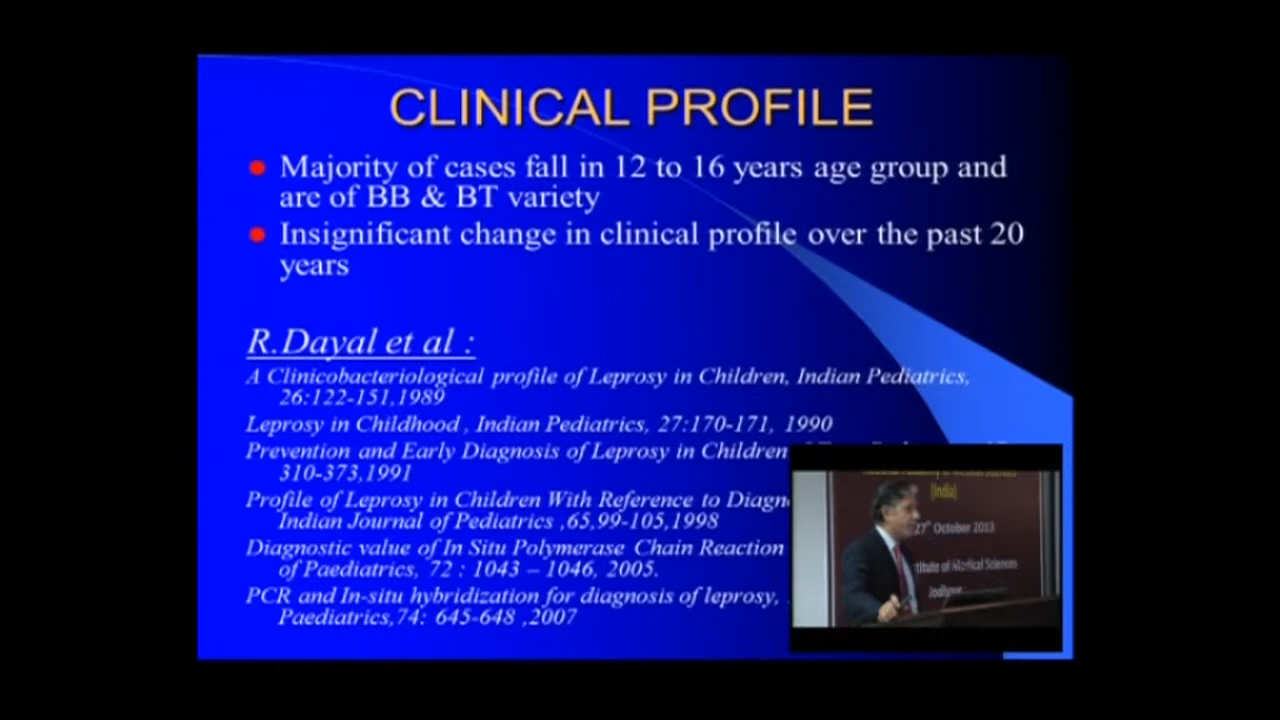 CLINICAL PROFILE
Majority of cases fall in 12 to 16 years age group and
are of BB & BT variety
Insignificant change in clinical profile over the past 20
years
R.Dayal et al :
A Clinicobacteriological profile of Leprosy in Children, Indian Pediatrics,
26:122-151,1989
Leprosy in Childhood , Indian Pediatrics, 27:170-171, 1990
Prevention and Early Diagnosis of Leprosy in Children
310-373,1991
Profile of Leprosy in Children With Reference to Diagn
Indian Journal of Pediatrics ,65,99-105,1998
Diagnostic value of In Situ Polymerase Chain Reaction
of Paediatrics, 72 : 1043 – 1046, 2005.
PCR and In-situ hybridization for diagnosis of leprosy,
Paediatrics,74: 645-648 ,2007
(India)
27th October 2013
titute of Medical Sciences
Jodhpur